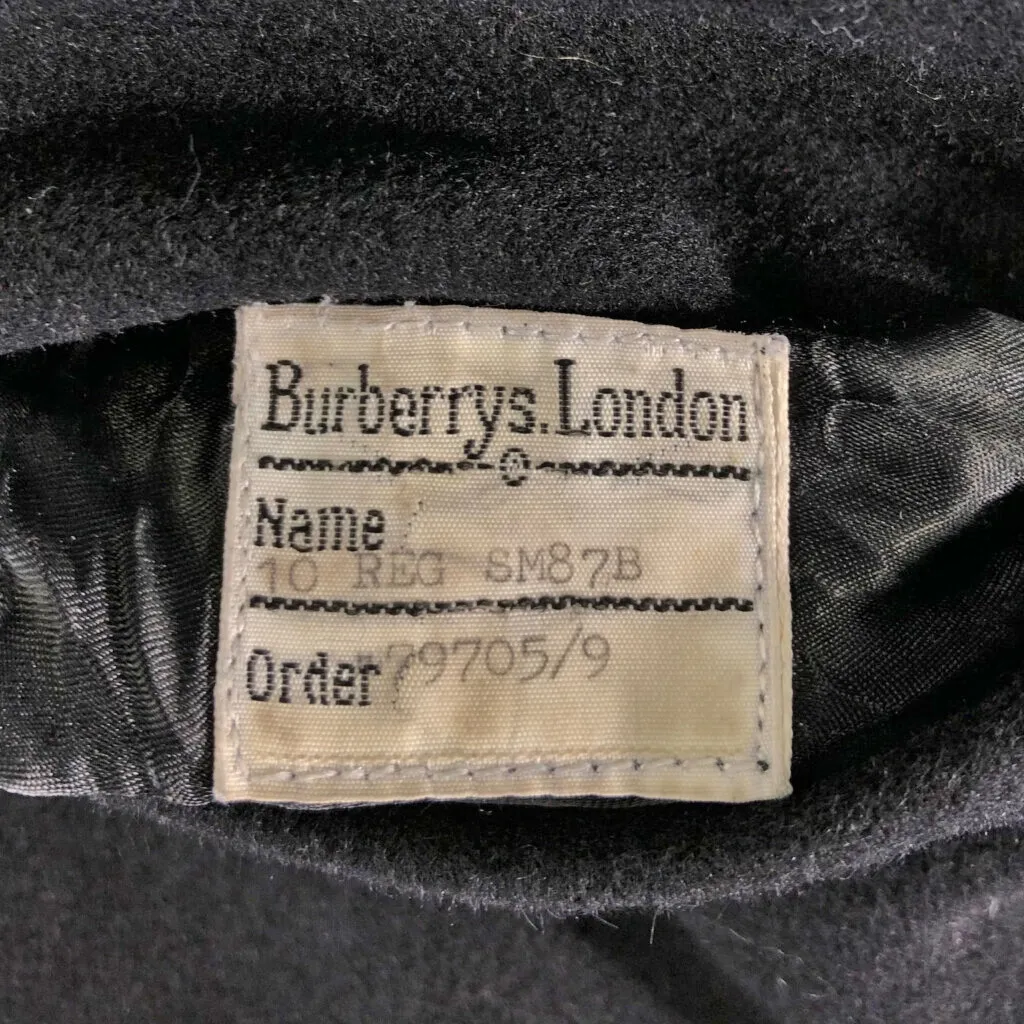 Burberrys. London
®
Name
10 REG SM87B
Order 79705/9